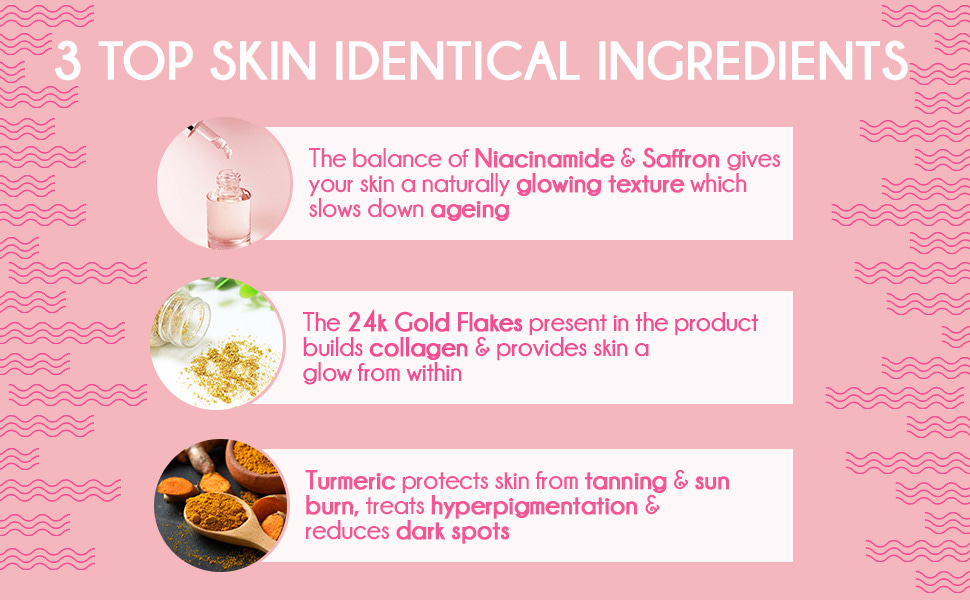 3 TOP SKIN IDENTICAL INGREDIENTS
The balance of Niacinamide & Saffron gives
your skin a naturally glowing texture which
slows down ageing
The 24k Gold Flakes present in the product
builds collagen & provides skin a
glow from within
Turmeric protects skin from tanning & sun
burn, treats hyperpigmentation &
reduces dark spots